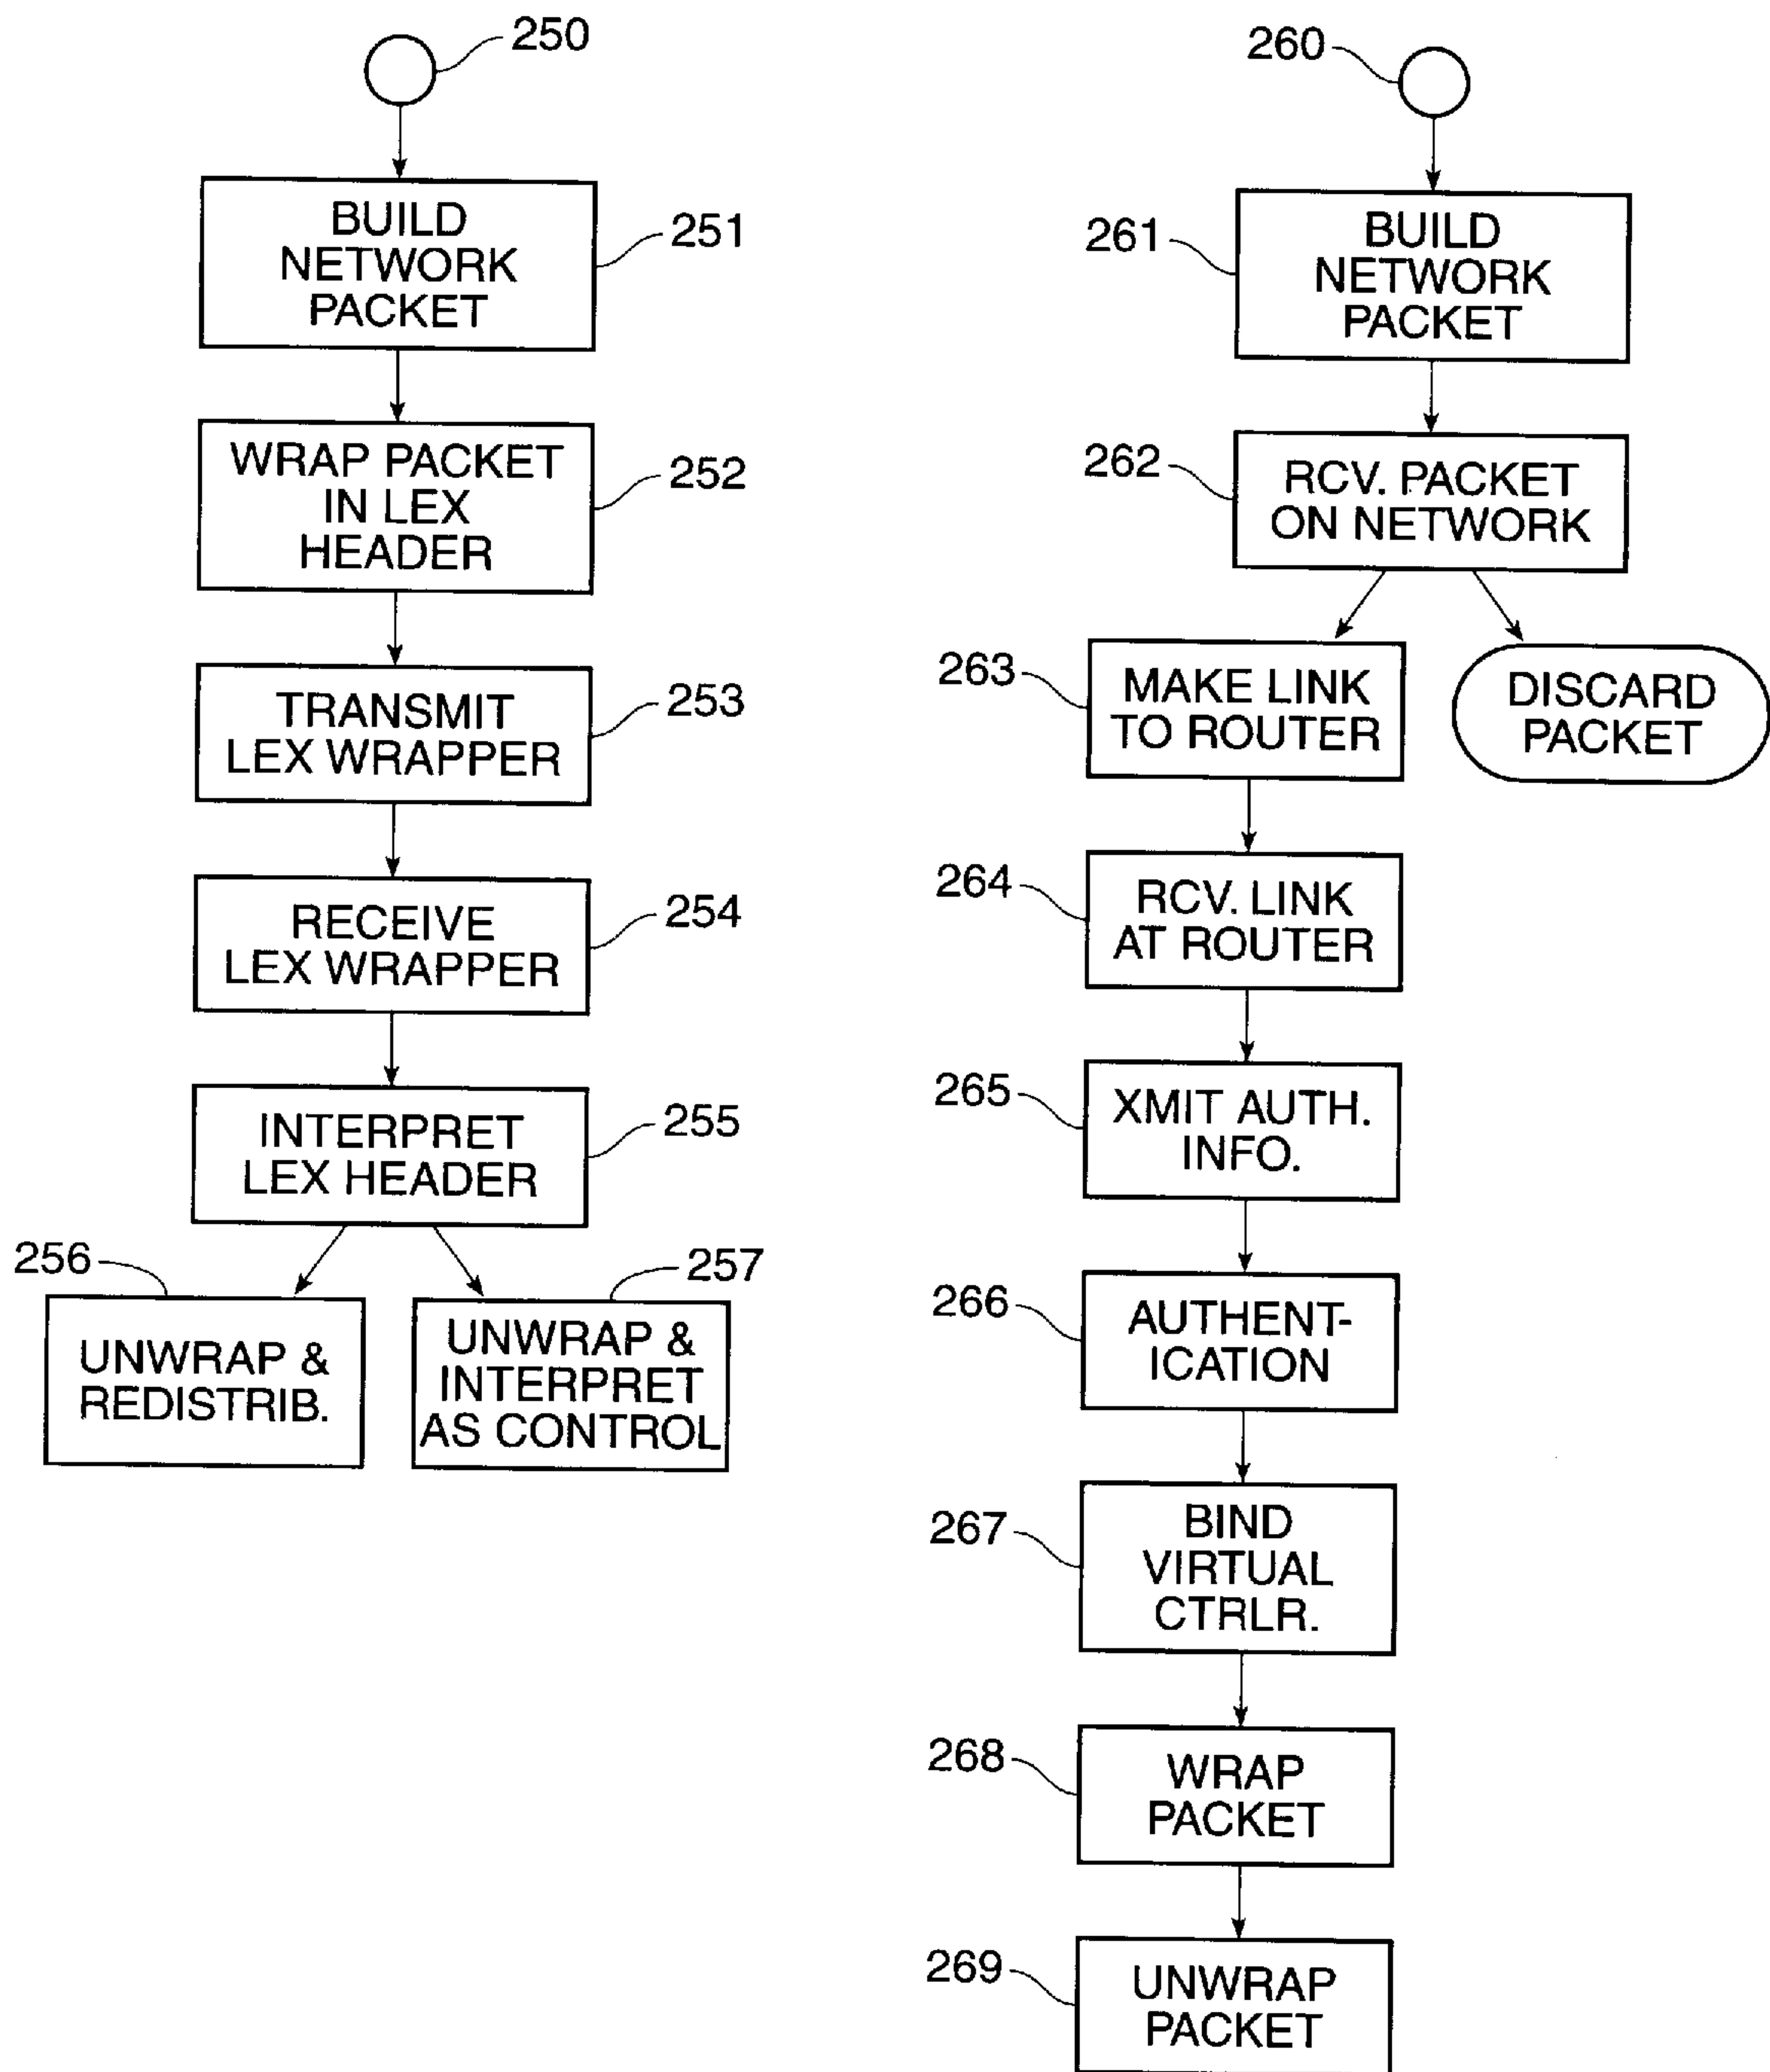 250
BUILD
NETWORK
PACKET
251
WRAP PACKET
IN LEX
HEADER
252
TRANSMIT
LEX WRAPPER
253
RECEIVE
LEX WRAPPER
254
INTERPRET
LEX HEADER
255
256
UNWRAP &
REDISTRIB.
257
UNWRAP &
INTERPRET
AS CONTROL
260
261
BUILD
NETWORK
PACKET
262
RCV. PACKET
ON NETWORK
263
MAKE LINK
TO ROUTER
DISCARD
PACKET
264
RCV. LINK
AT ROUTER
265
XMIT AUTH.
INFO.
266
AUTHENT-
ICATION
267
BIND
VIRTUAL
CTRLR.
268
WRAP
PACKET
269
UNWRAP
PACKET